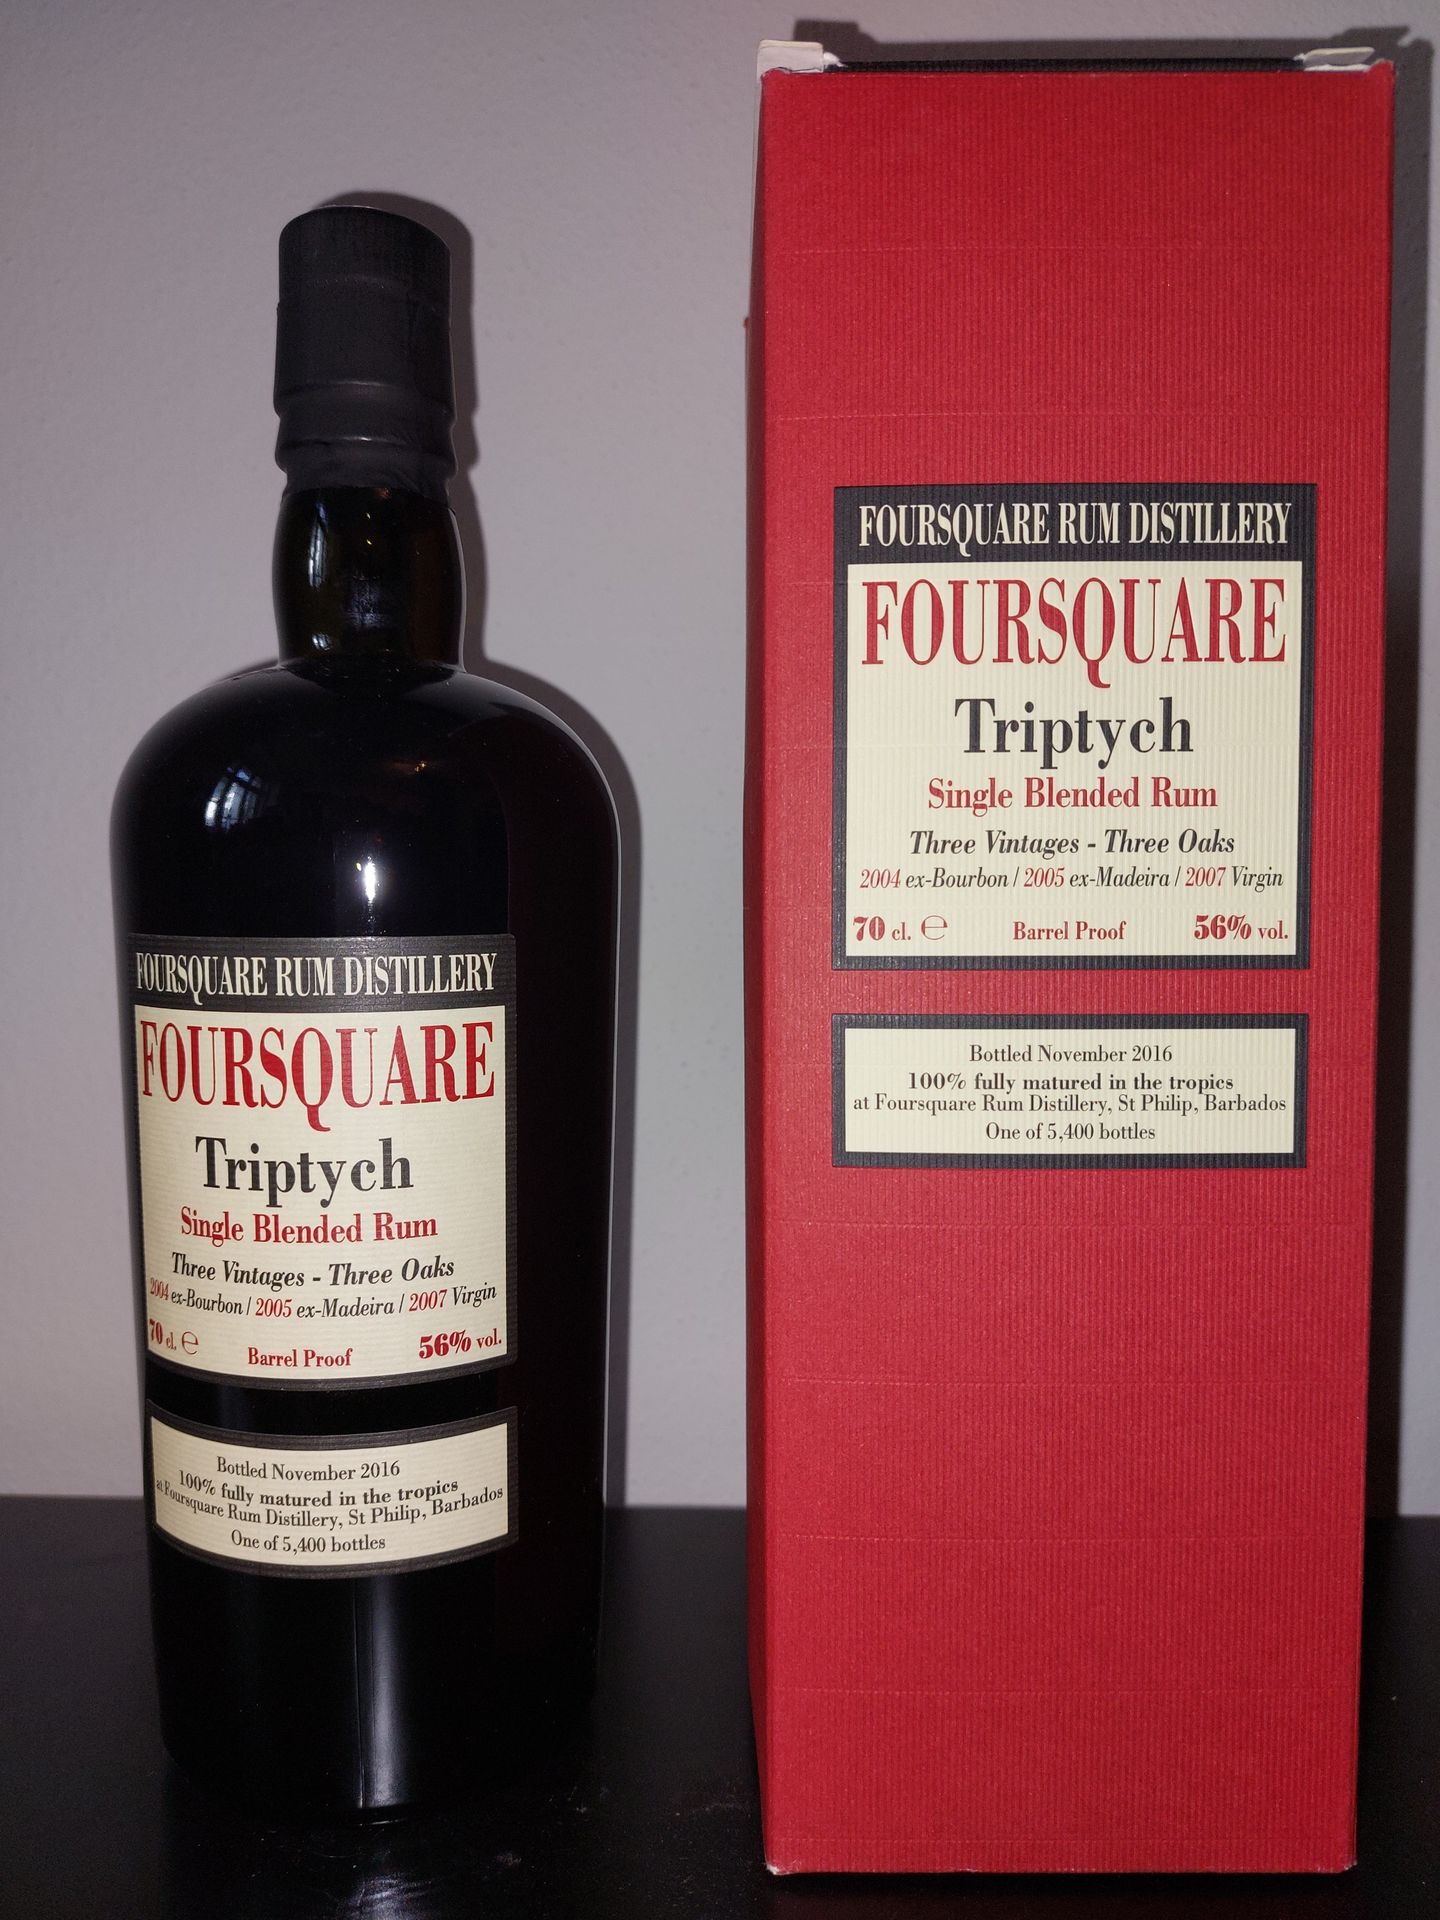 FOURSQUARE RUM DISTILLERY
FOURSQUARE
Triptych
Single Blended Rum
Three Vintages - Three Oaks
2004 ex-Bourbon / 2005 ex-Madeira / 2007 Virgin
70 cl. ℮ Barrel Proof 56% vol.
Bottled November 2016
100% fully matured in the tropics
at Foursquare Rum Distillery, St Philip, Barbados
One of 5,400 bottles
FOURSQUARE RUM DISTILLERY
FOURSQUARE
Triptych
Single Blended Rum
Three Vintages - Three Oaks
2004 ex-Bourbon / 2005 ex-Madeira / 2007 Virgin
70 cl. ℮ Barrel Proof 56% vol.
Bottled November 2016
100% fully matured in the tropics
at Foursquare Rum Distillery, St Philip, Barbados
One of 5,400 bottles